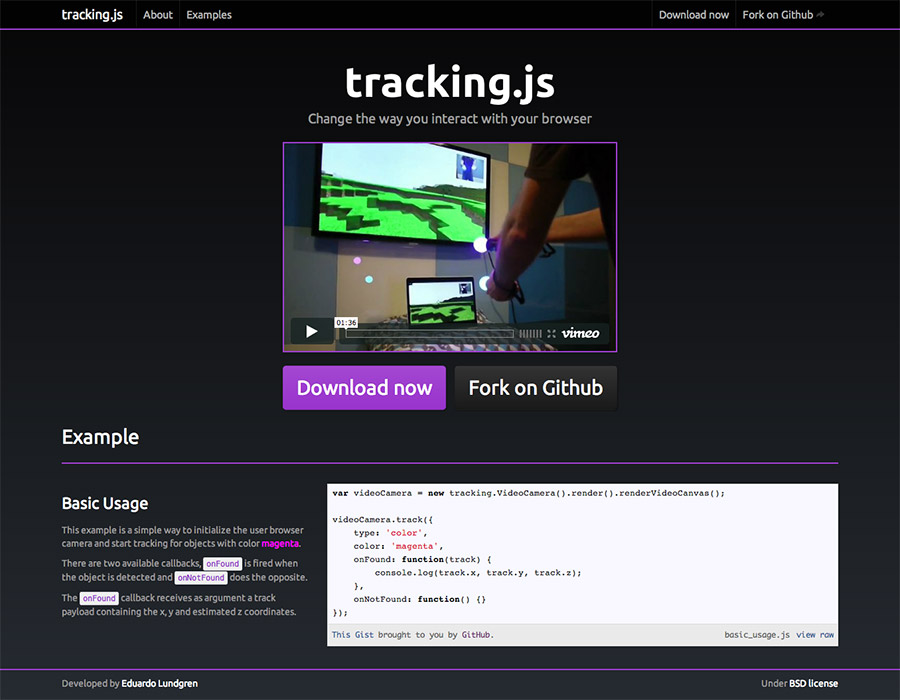 tracking.js About Examples Download now Fork on Github
tracking.js
Change the way you interact with your browser
01:36
vimeo
Download now Fork on Github
Example
Basic Usage
This example is a simple way to initialize the user browser
camera and start tracking for objects with color magenta.
There are two available callbacks, onFound is fired when
the object is detected and onNotFound does the opposite.
The onFound callback receives as argument a track
payload containing the x, y and estimated z coordinates.
var videoCamera = new tracking.VideoCamera().render().renderVideoCanvas();
videoCamera.track({
type: 'color',
color: 'magenta',
onFound: function(track) {
console.log(track.x, track.y, track.z);
},
onNotFound: function() {}
});
This Gist brought to you by GitHub. basic_usage.js view raw
Developed by Eduardo Lundgren Under BSD license